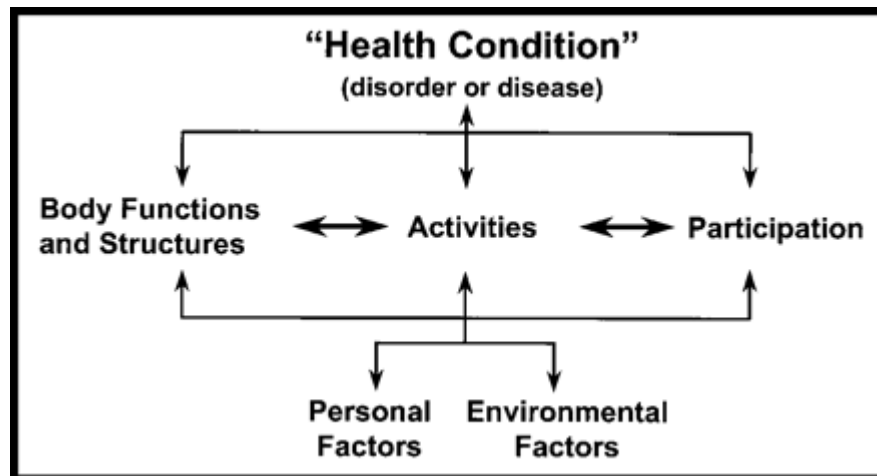 “Health Condition”
(disorder or disease)
Body Functions
and Structures
Activities
Participation
Personal
Factors
Environmental
Factors